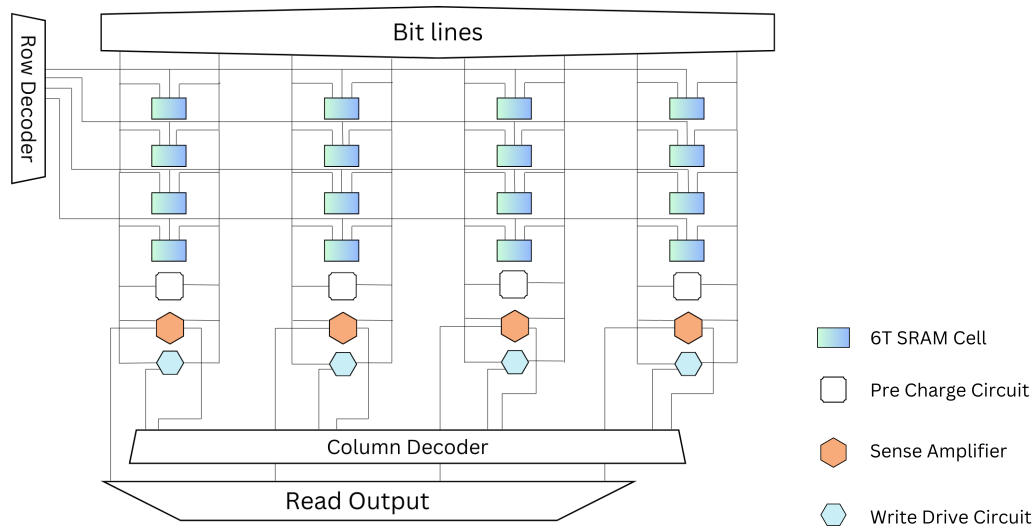 Bit lines
Row Decoder
6T SRAM Cell
Pre Charge Circuit
Column Decoder
Sense Amplifier
Read Output
Write Drive Circuit